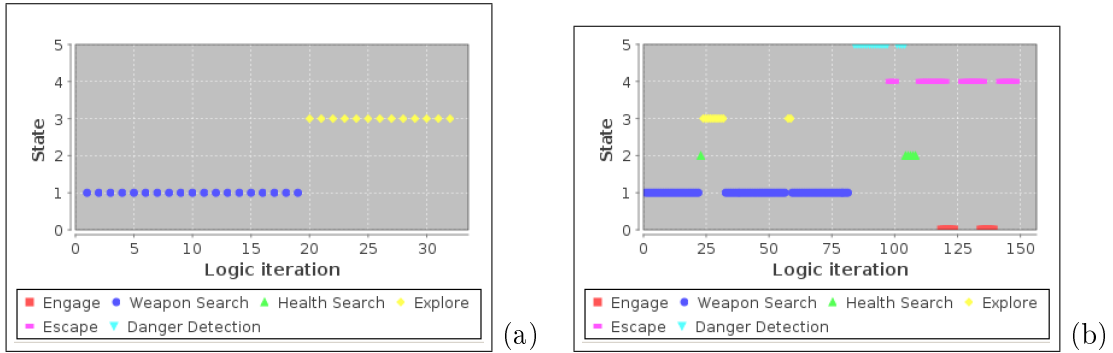 5
4
3
2
1
0
State
0 5 10 15 20 25 30
Logic iteration
Engage Weapon Search Health Search Explore
Escape Danger Detection
(a)
5
4
3
2
1
0
State
0 25 50 75 100 125 150
Logic iteration
Engage Weapon Search Health Search Explore
Escape Danger Detection
(b)